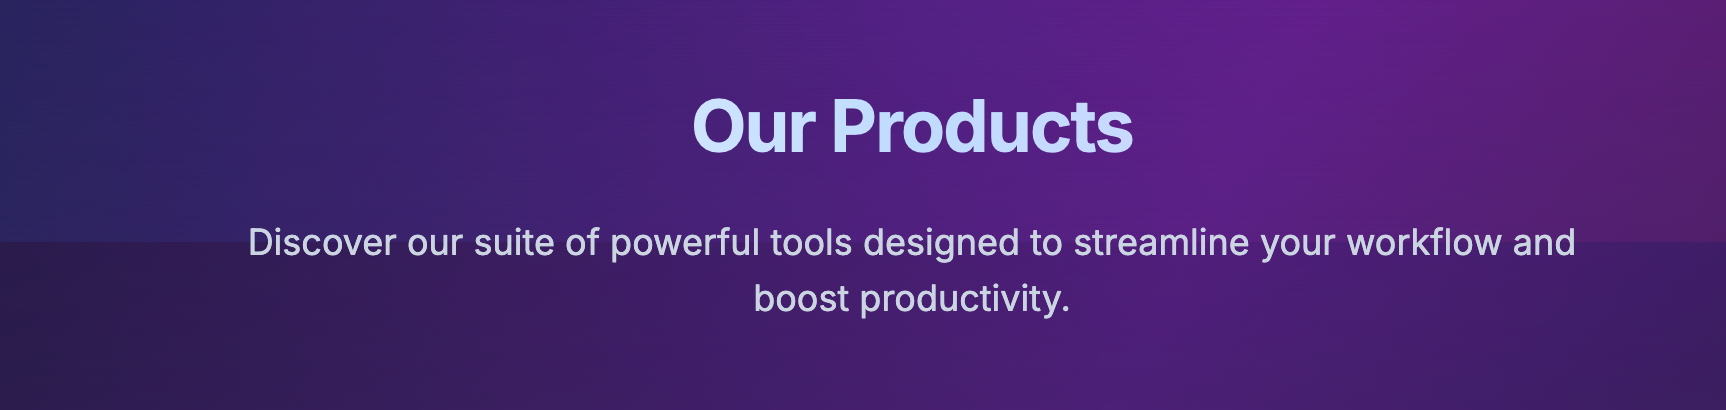 Our Products
Discover our suite of powerful tools designed to streamline your workflow and
boost productivity.